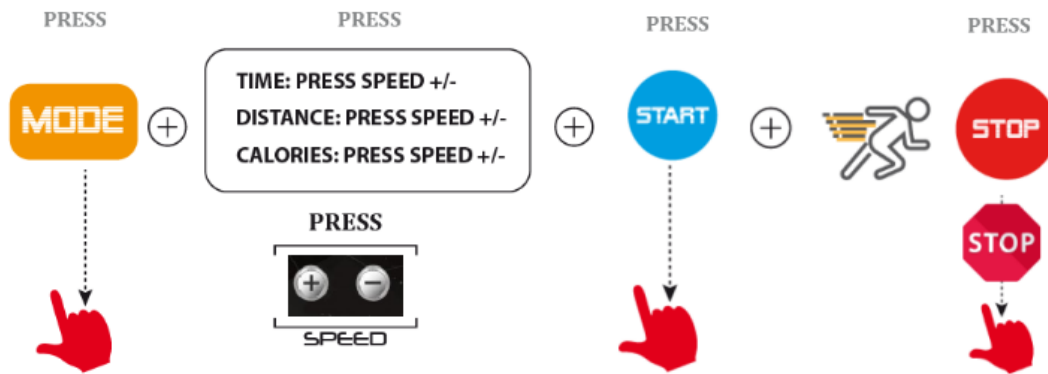 PRESS
PRESS
PRESS
PRESS
MODE
TIME: PRESS SPEED +/-
DISTANCE: PRESS SPEED +/-
CALORIES: PRESS SPEED +/-
START
STOP
PRESS
SPEED
STOP